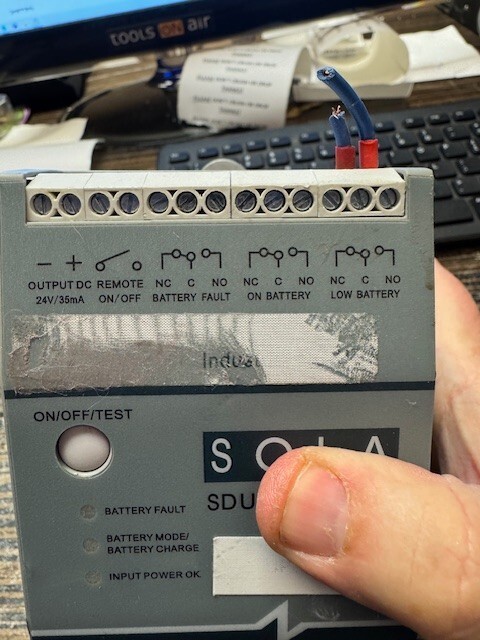 TOOLS ON air
− +
OUTPUT DC REMOTE NC C NO NC C NO NC C NO
24V/35mA ON/OFF BATTERY FAULT ON BATTERY LOW BATTERY
Indus
ON/OFF/TEST
SOLA
SDU
BATTERY FAULT
BATTERY MODE/
BATTERY CHARGE
INPUT POWER OK